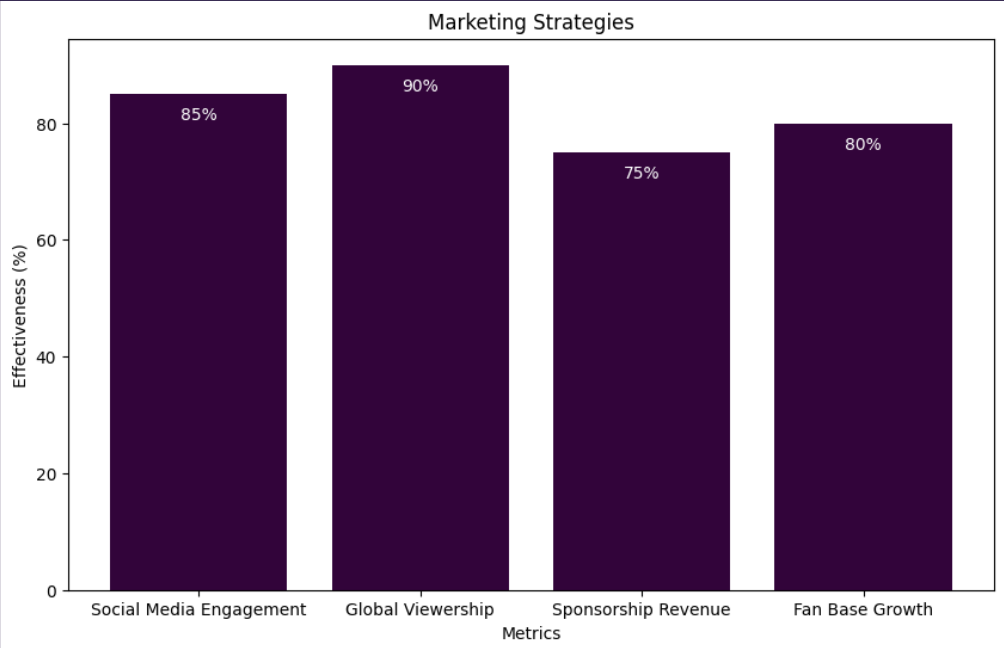 Marketing Strategies
Effectiveness (%)
80
60
40
20
0
85%
90%
75%
80%
Social Media Engagement
Global Viewership
Sponsorship Revenue
Fan Base Growth
Metrics